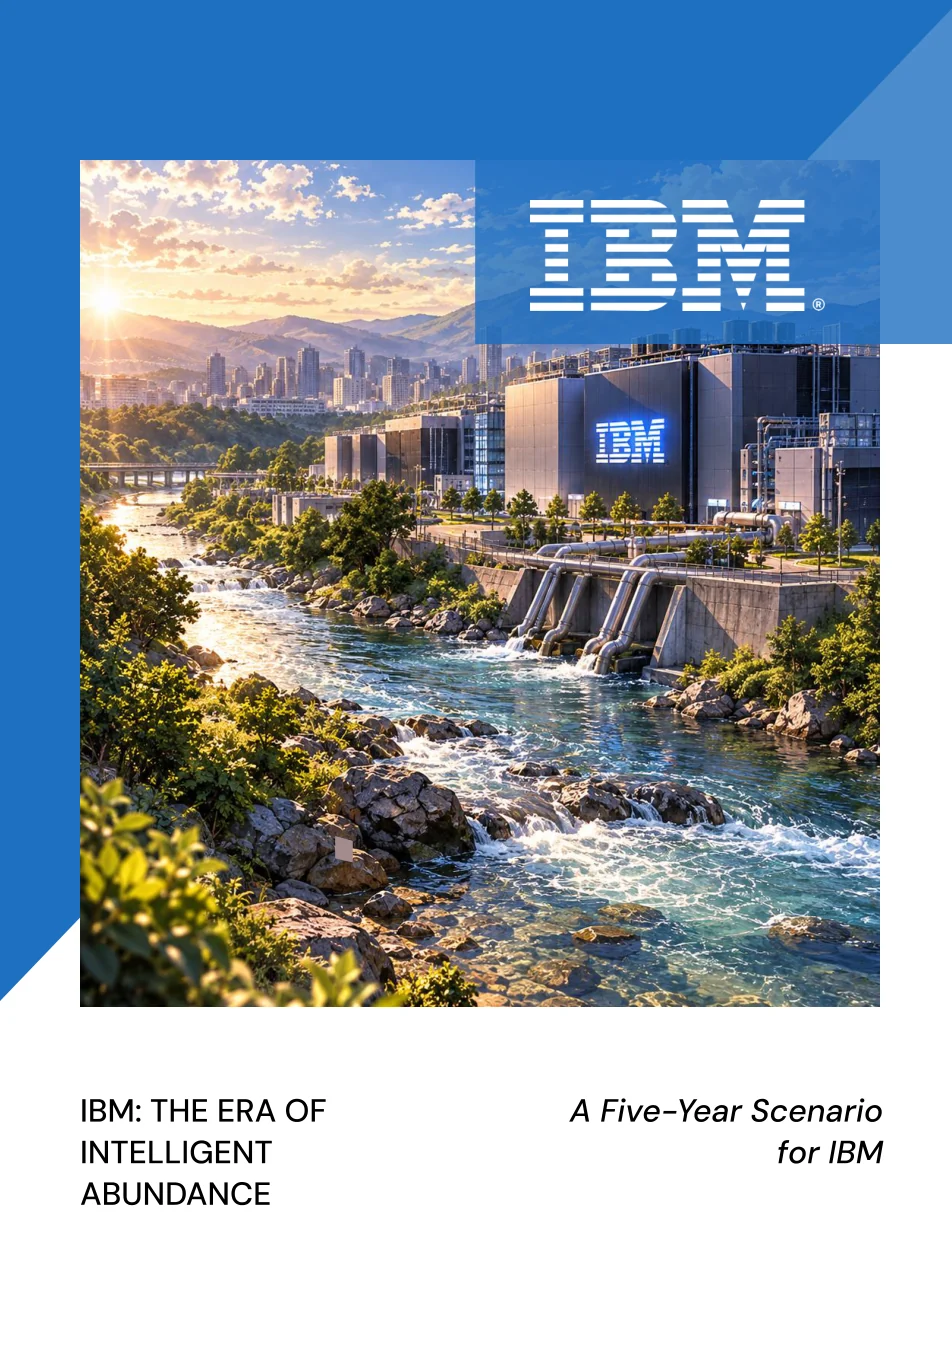 IBM®
IBM
IBM: THE ERA OF
INTELLIGENT
ABUNDANCE
A Five-Year Scenario
for IBM